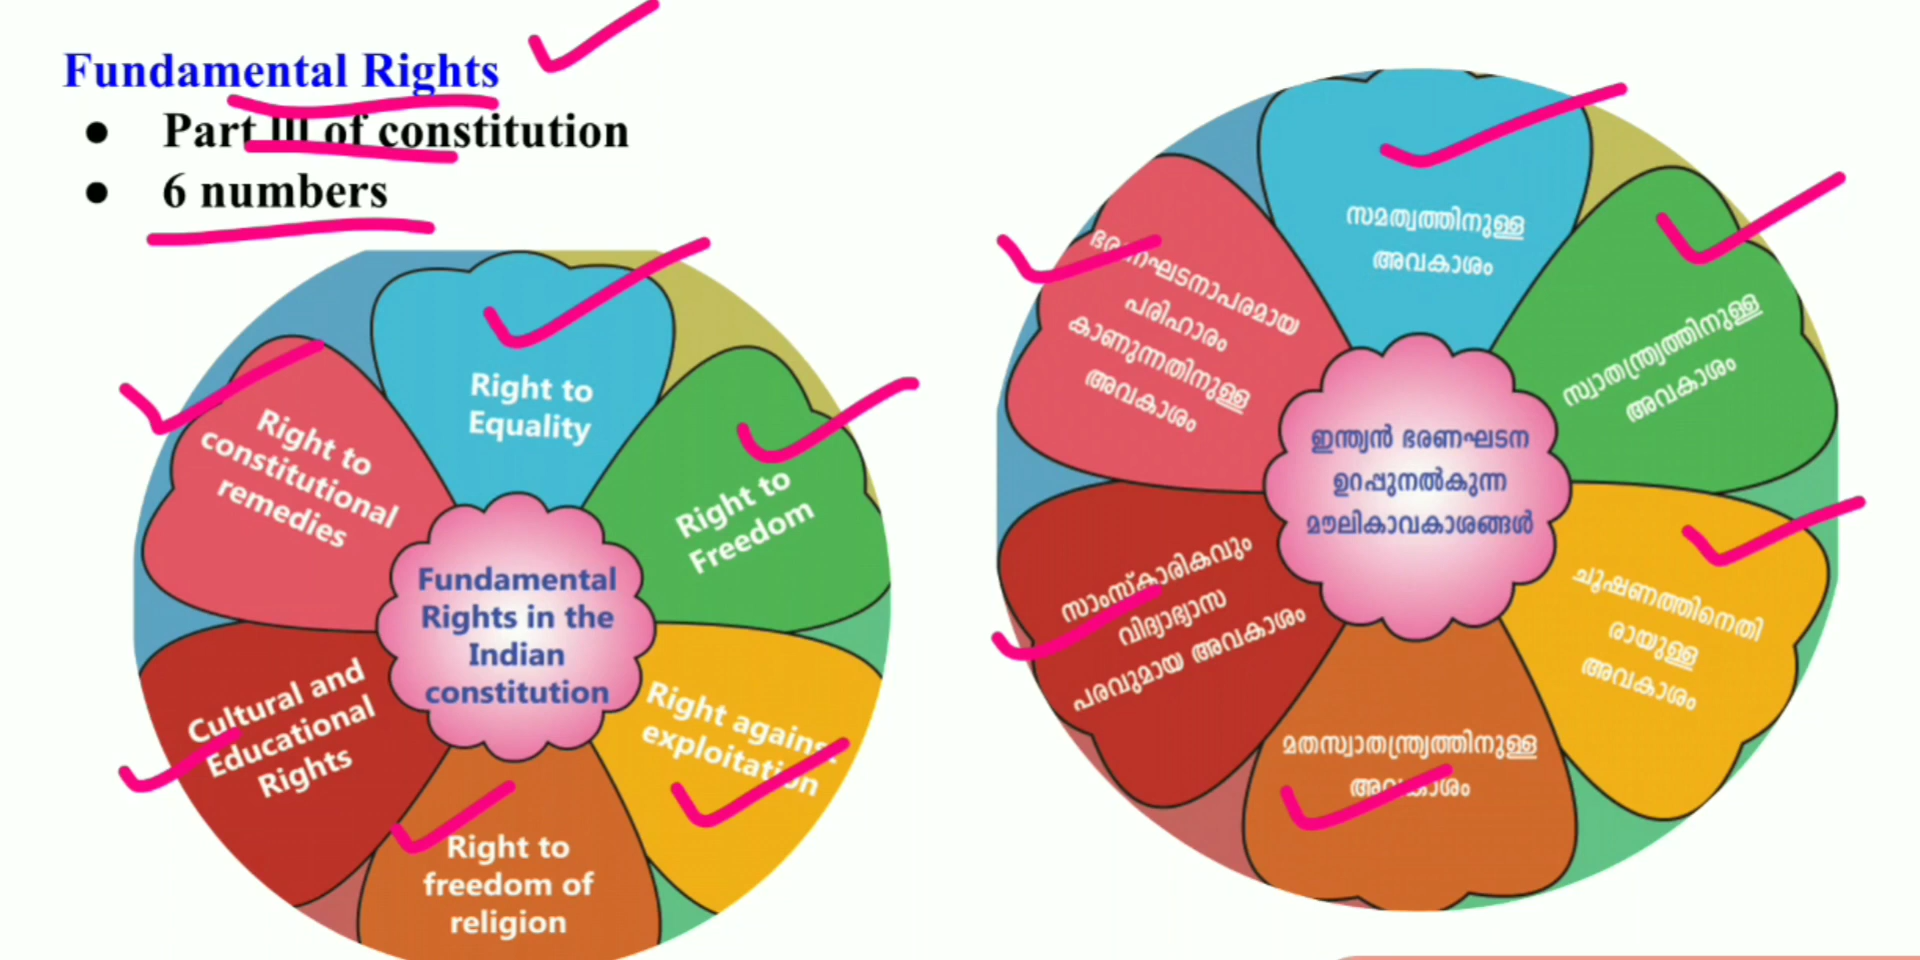 Fundamental Rights
● Part III of constitution
● 6 numbers
Right to
Equality
Right to
Freedom
Right against
exploitation
Right to
freedom of
religion
Cultural and
Educational
Rights
Right to
constitutional
remedies
Fundamental
Rights in the
Indian
constitution
സമത്വത്തിനുള്ള
അവകാശം
സ്വാതന്ത്ര്യത്തിനുള്ള
അവകാശം
ചൂഷണത്തിനെതി
രായുള്ള
അവകാശം
മതസ്വാതന്ത്ര്യത്തിനുള്ള
അവകാശം
സാംസ്കാരികവും
വിദ്യാഭ്യാസ
പരവുമായ അവകാശം
ഭരണഘടനാപരമായ
പരിഹാരം
കാണുന്നതിനുള്ള
അവകാശം
ഇന്ത്യൻ ഭരണഘടന
ഉറപ്പുനൽകുന്ന
മൗലികാവകാശങ്ങൾ